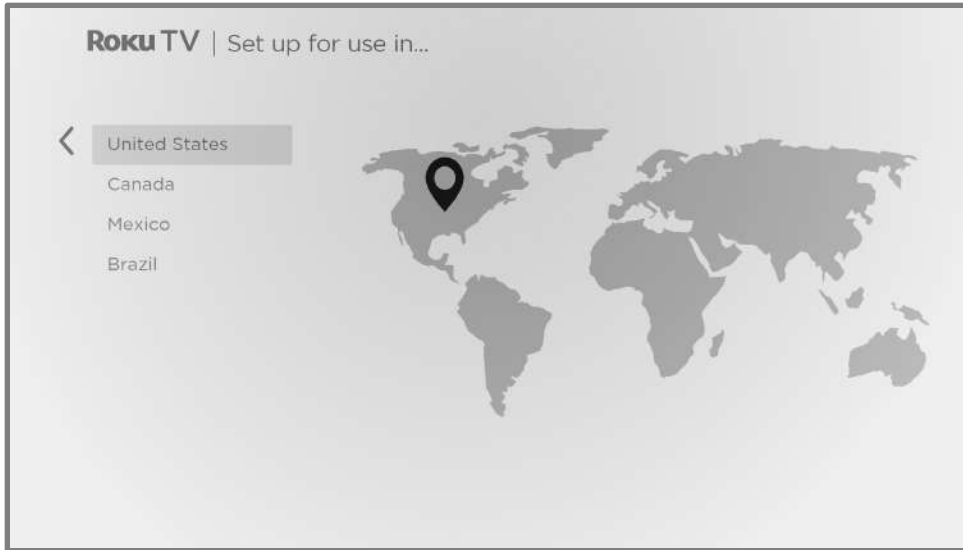 Roku TV | Set up for use in...
United States
Canada
Mexico
Brazil